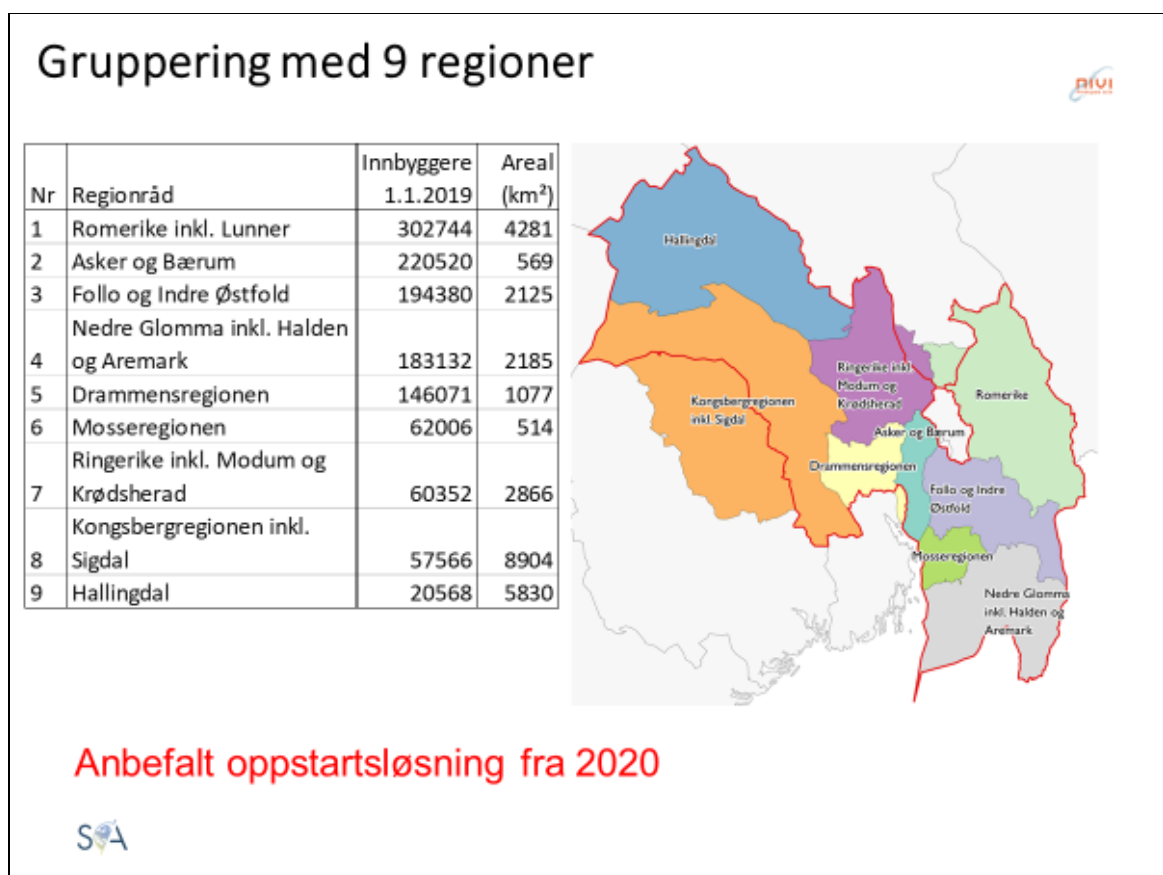 Gruppering med 9 regioner
NIVI
Innbyggere Areal
Nr Regionråd 1.1.2019 (km²)
1 Romerike inkl. Lunner 302744 4281
2 Asker og Bærum 220520 569
3 Follo og Indre Østfold 194380 2125
Nedre Glomma inkl. Halden
4 og Aremark 183132 2185
5 Drammensregionen 146071 1077
6 Mosseregionen 62006 514
Ringerike inkl. Modum og
7 Krødsherad 60352 2866
Kongsbergregionen inkl.
8 Sigdal 57566 8904
9 Hallingdal 20568 5830
Hallingdal
Ringerike inkl.
Modum og
Krødsherad
Romerike
Kongsbergregionen
inkl. Sigdal
Asker og Bærum
Drammensregionen
Follo og Indre
Østfold
Mosseregionen
Nedre Glomma
inkl. Halden og
Aremark
Anbefalt oppstartsløsning fra 2020